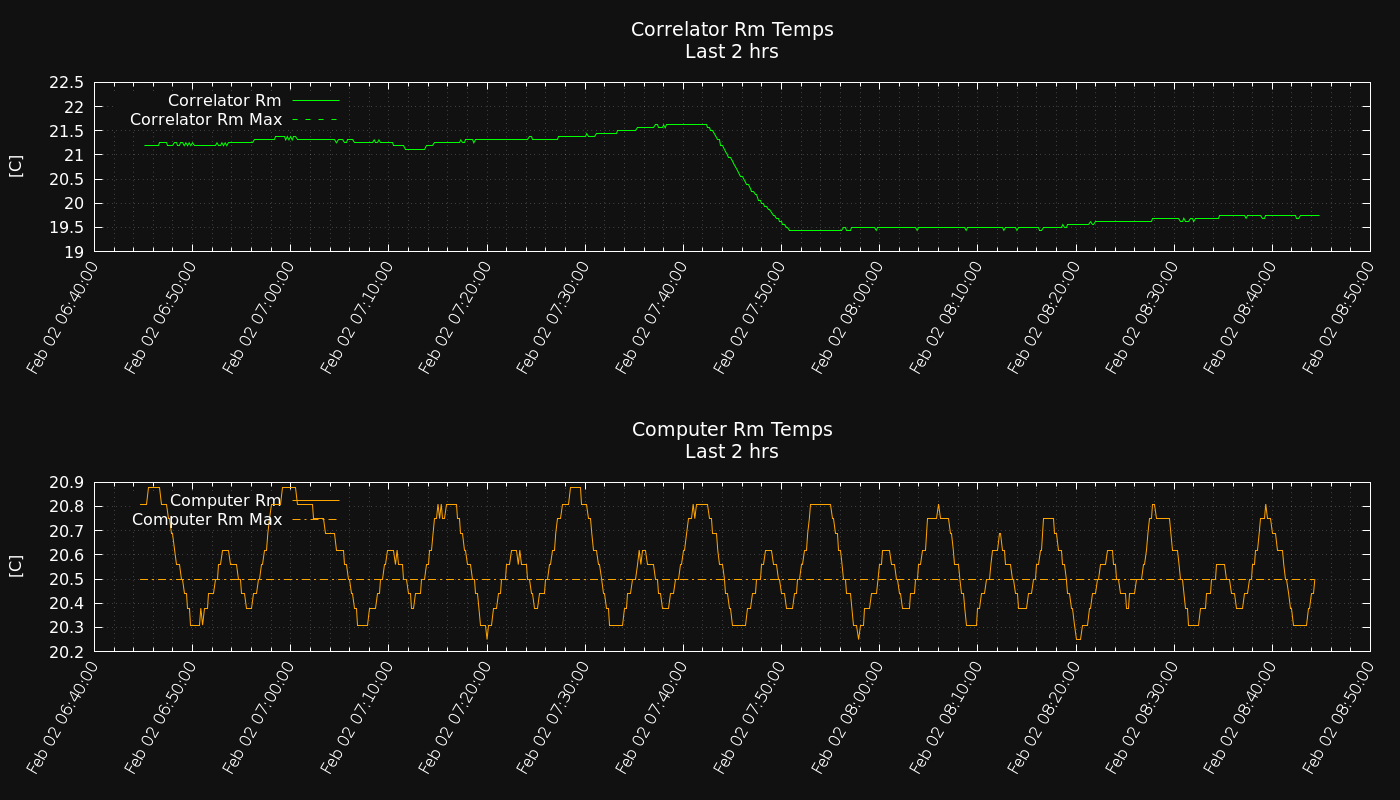 Correlator Rm Temps
Last 2 hrs
22.5
22
21.5
21
20.5
20
19.5
19
[C]
Correlator Rm
Correlator Rm Max
Feb 02 06:40:00
Feb 02 06:50:00
Feb 02 07:00:00
Feb 02 07:10:00
Feb 02 07:20:00
Feb 02 07:30:00
Feb 02 07:40:00
Feb 02 07:50:00
Feb 02 08:00:00
Feb 02 08:10:00
Feb 02 08:20:00
Feb 02 08:30:00
Feb 02 08:40:00
Feb 02 08:50:00
Computer Rm Temps
Last 2 hrs
20.9
20.8
20.7
20.6
20.5
20.4
20.3
20.2
[C]
Computer Rm
Computer Rm Max
Feb 02 06:40:00
Feb 02 06:50:00
Feb 02 07:00:00
Feb 02 07:10:00
Feb 02 07:20:00
Feb 02 07:30:00
Feb 02 07:40:00
Feb 02 07:50:00
Feb 02 08:00:00
Feb 02 08:10:00
Feb 02 08:20:00
Feb 02 08:30:00
Feb 02 08:40:00
Feb 02 08:50:00